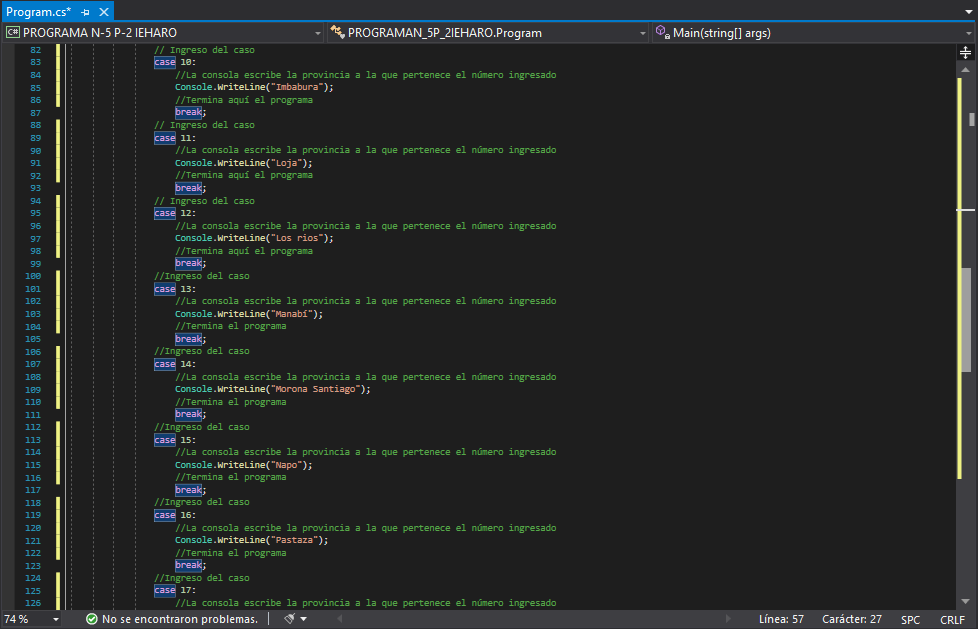 Program.cs*
C# PROGRAMA N-5 P-2 IEHARO PROGRAMAN_5P_2IEHARO.Program Main(string[] args)
82 // Ingreso del caso
83 case 10:
84 //La consola escribe la provincia a la que pertenece el número ingresado
85 Console.WriteLine("Imbabura");
86 //Termina aquí el programa
87 break;
88 // Ingreso del caso
89 case 11:
90 //La consola escribe la provincia a la que pertenece el número ingresado
91 Console.WriteLine("Loja");
92 //Termina aquí el programa
93 break;
94 // Ingreso del caso
95 case 12:
96 //La consola escribe la provincia a la que pertenece el número ingresado
97 Console.WriteLine("Los rios");
98 //Termina aquí el programa
99 break;
100 //Ingreso del caso
101 case 13:
102 //La consola escribe la provincia a la que pertenece el número ingresado
103 Console.WriteLine("Manabí");
104 //Termina el programa
105 break;
106 //Ingreso del caso
107 case 14:
108 //La consola escribe la provincia a la que pertenece el número ingresado
109 Console.WriteLine("Morona Santiago");
110 //Termina el programa
111 break;
112 //Ingreso del caso
113 case 15:
114 //La consola escribe la provincia a la que pertenece el número ingresado
115 Console.WriteLine("Napo");
116 //Termina el programa
117 break;
118 //Ingreso del caso
119 case 16:
120 //La consola escribe la provincia a la que pertenece el número ingresado
121 Console.WriteLine("Pastaza");
122 //Termina el programa
123 break;
124 //Ingreso del caso
125 case 17:
126 //La consola escribe la provincia a la que pertenece el número ingresado
74 % No se encontraron problemas. Línea: 57 Carácter: 27 SPC CRLF